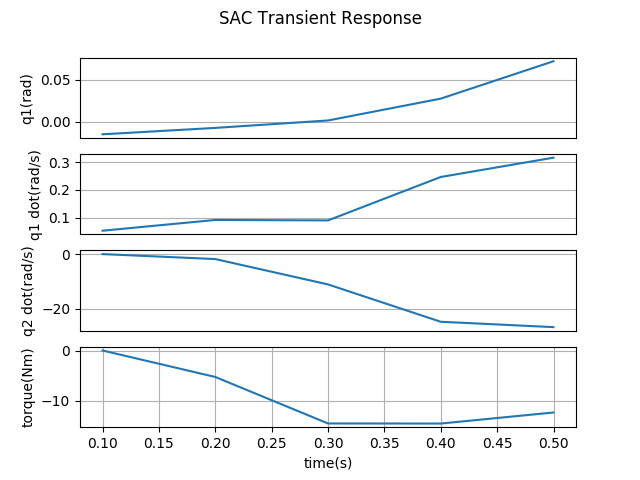 SAC Transient Response
q1(rad)
0.05
0.00
q1 dot(rad/s)
0.3
0.2
0.1
q2 dot(rad/s)
0
−20
torque(Nm)
0
−10
0.10 0.15 0.20 0.25 0.30 0.35 0.40 0.45 0.50
time(s)